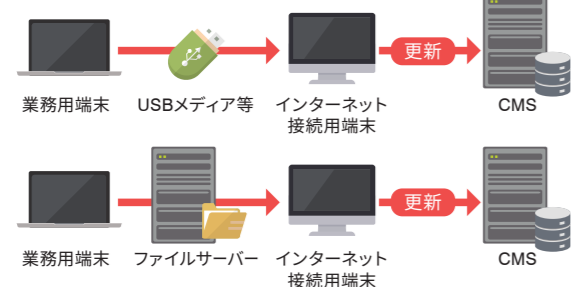 更新
業務用端末
USBメディア等
インターネット
接続用端末
CMS
更新
業務用端末
ファイルサーバー
インターネット
接続用端末
CMS